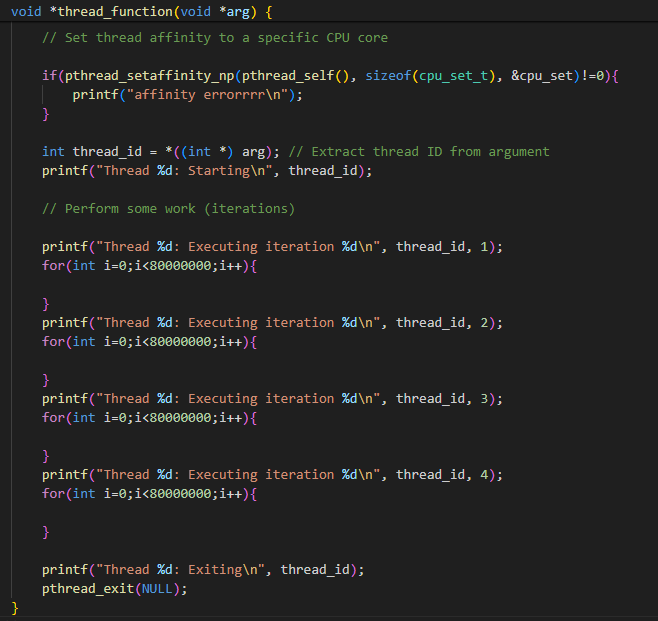 void *thread_function(void *arg) {
// Set thread affinity to a specific CPU core
if(pthread_setaffinity_np(pthread_self(), sizeof(cpu_set_t), &cpu_set)!=0){
printf("affinity errorrrr\n");
}
int thread_id = *((int *) arg); // Extract thread ID from argument
printf("Thread %d: Starting\n", thread_id);
// Perform some work (iterations)
printf("Thread %d: Executing iteration %d\n", thread_id, 1);
for(int i=0;i<80000000;i++){
}
printf("Thread %d: Executing iteration %d\n", thread_id, 2);
for(int i=0;i<80000000;i++){
}
printf("Thread %d: Executing iteration %d\n", thread_id, 3);
for(int i=0;i<80000000;i++){
}
printf("Thread %d: Executing iteration %d\n", thread_id, 4);
for(int i=0;i<80000000;i++){
}
printf("Thread %d: Exiting\n", thread_id);
pthread_exit(NULL);
}